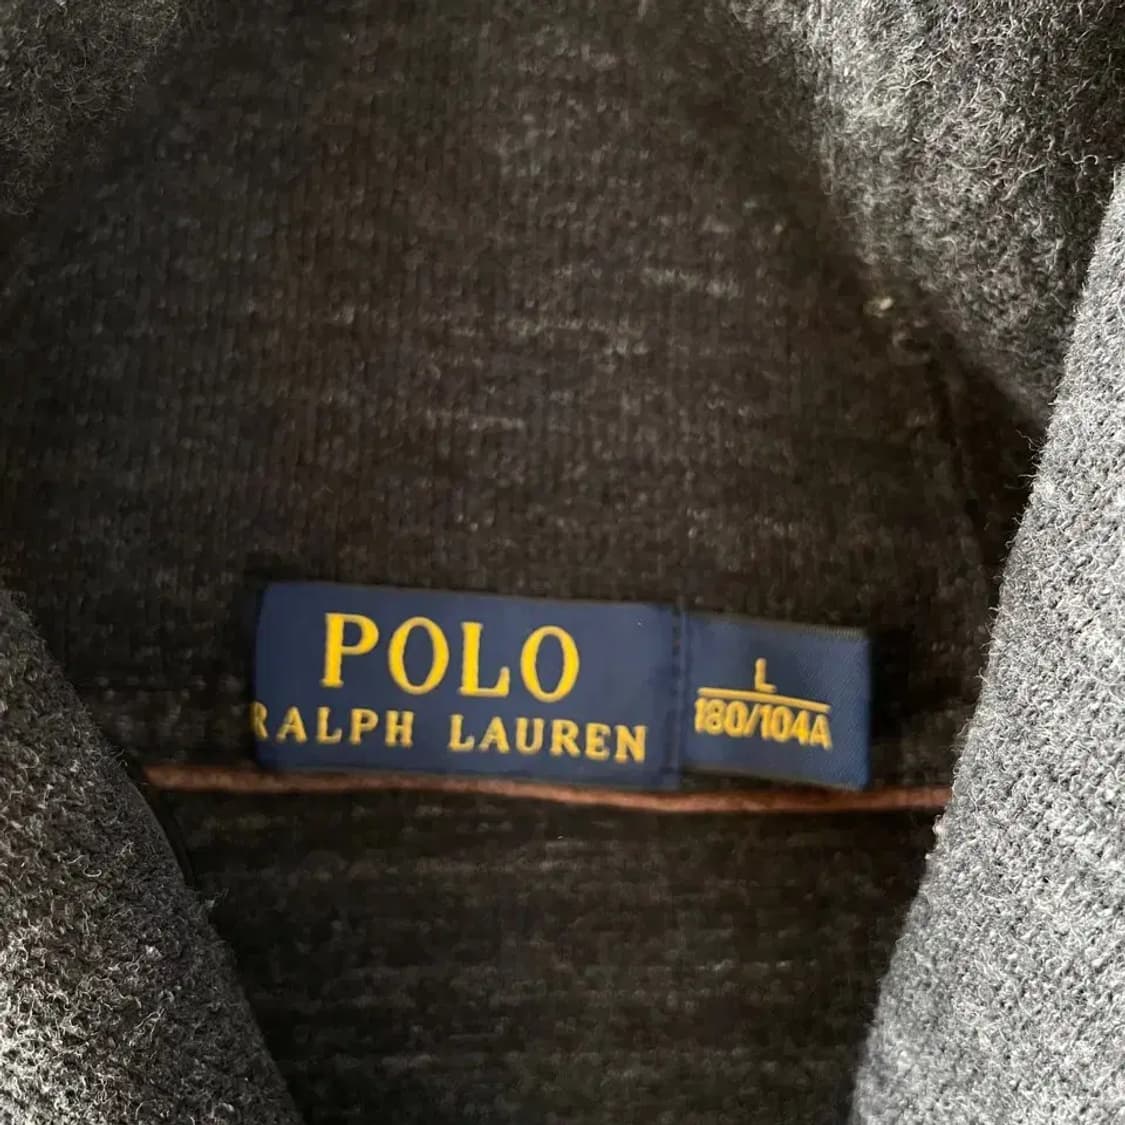 POLO
RALPH LAUREN
L
180/104A